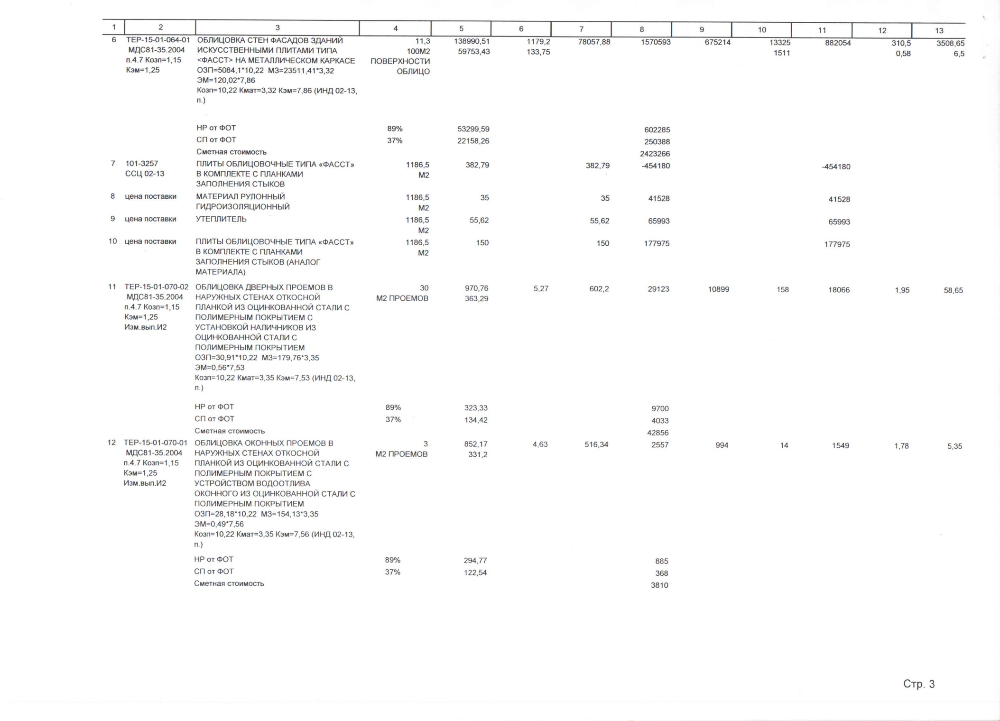 1 2 3 4 5 6 7 8 9 10 11 12 13
6 ТЕР-15-01-064-01 ОБЛИЦОВКА СТЕН ФАСАДОВ ЗДАНИЙ 11,3 138990,51 1179,2 78057,88 1570593 675214 13325 882054 310,5 3508,65
МДС81-35.2004 ИСКУССТВЕННЫМИ ПЛИТАМИ ТИПА 100М2 59753,43 133,75 1511 0,58 6,5
п.4.7 Козп=1,15 <ФАССТ> НА МЕТАЛЛИЧЕСКОМ КАРКАСЕ ПОВЕРХНОСТИ
Кэм=1,25 ОЗП=5084,1*10,22 МЗ=23511,41*3,32 ОБЛИЦО
ЭМ=120,02*7,86
Козп=10,22 Кмат=3,32 Кэм=7,86 (ИНД 02-13,
п.)
НР от ФОТ 89% 53299,59 602285
СП от ФОТ 37% 22158,26 250388
Сметная стоимость 2423266
7 101-3257 ПЛИТЫ ОБЛИЦОВОЧНЫЕ ТИПА «ФАССТ» 1186,5 382,79 382,79 -454180 -454180
ССЦ 02-13 В КОМПЛЕКТЕ С ПЛАНКАМИ М2
ЗАПОЛНЕНИЯ СТЫКОВ
8 цена поставки МАТЕРИАЛ РУЛОННЫЙ 1186,5 35 35 41528 41528
ГИДРОИЗОЛЯЦИОННЫЙ М2
9 цена поставки УТЕПЛИТЕЛЬ 1186,5 55,62 55,62 65993 65993
М2
10 цена поставки ПЛИТЫ ОБЛИЦОВОЧНЫЕ ТИПА «ФАССТ» 1186,5 150 150 177975 177975
В КОМПЛЕКТЕ С ПЛАНКАМИ М2
ЗАПОЛНЕНИЯ СТЫКОВ (АНАЛОГ
МАТЕРИАЛА)
11 ТЕР-15-01-070-02 ОБЛИЦОВКА ДВЕРНЫХ ПРОЕМОВ В 30 970,76 5,27 602,2 29123 10899 158 18066 1,95 58,65
МДС81-35.2004 НАРУЖНЫХ СТЕНАХ ОТКОСНОЙ М2 ПРОЕМОВ 363,29
п.4.7 Козп=1,15 ПЛАНКОЙ ИЗ ОЦИНКОВАННОЙ СТАЛИ С
Кэм=1,25 ПОЛИМЕРНЫМ ПОКРЫТИЕМ С
Изм.вып.И2 УСТАНОВКОЙ НАЛИЧНИКОВ ИЗ
ОЦИНКОВАННОЙ СТАЛИ С
ПОЛИМЕРНЫМ ПОКРЫТИЕМ
ОЗП=30,91*10,22 МЗ=179,76*3,35
ЭМ=0,56*7,53
Козп=10,22 Кмат=3,35 Кэм=7,53 (ИНД 02-13,
п.)
НР от ФОТ 89% 323,33 9700
СП от ФОТ 37% 134,42 4033
Сметная стоимость 42856
12 ТЕР-15-01-070-01 ОБЛИЦОВКА ОКОННЫХ ПРОЕМОВ В 3 852,17 4,63 516,34 2557 994 14 1549 1,78 5,35
МДС81-35.2004 НАРУЖНЫХ СТЕНАХ ОТКОСНОЙ М2 ПРОЕМОВ 331,2
п.4.7 Козп=1,15 ПЛАНКОЙ ИЗ ОЦИНКОВАННОЙ СТАЛИ С
Кэм=1,25 ПОЛИМЕРНЫМ ПОКРЫТИЕМ С
Изм.вып.И2 УСТРОЙСТВОМ ВОДООТЛИВА
ОКОННОГО ИЗ ОЦИНКОВАННОЙ СТАЛИ С
ПОЛИМЕРНЫМ ПОКРЫТИЕМ
ОЗП=28,18*10,22 МЗ=154,13*3,35
ЭМ=0,49*7,56
Козп=10,22 Кмат=3,35 Кэм=7,56 (ИНД 02-13,
п.)
НР от ФОТ 89% 294,77 885
СП от ФОТ 37% 122,54 368
Сметная стоимость 3810
Стр. 3